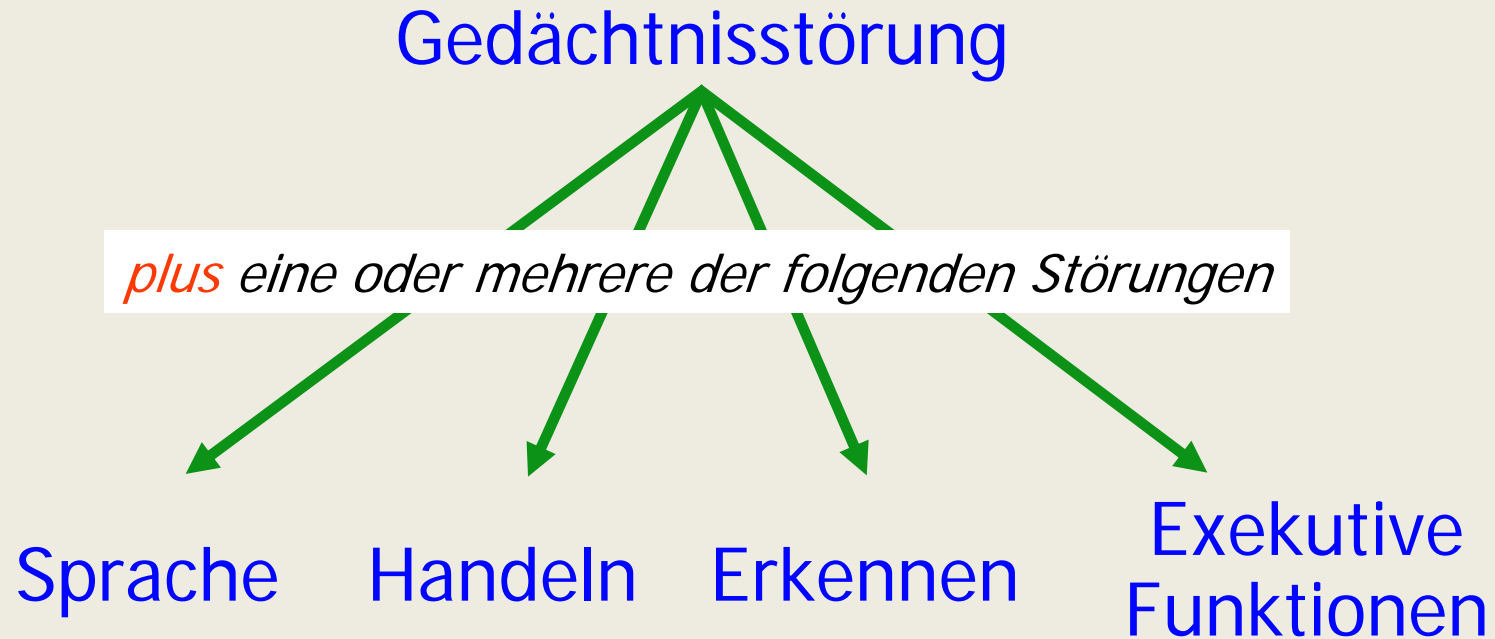 Gedächtnisstörung
plus eine oder mehrere der folgenden Störungen
Sprache
Handeln
Erkennen
Exekutive
Funktionen